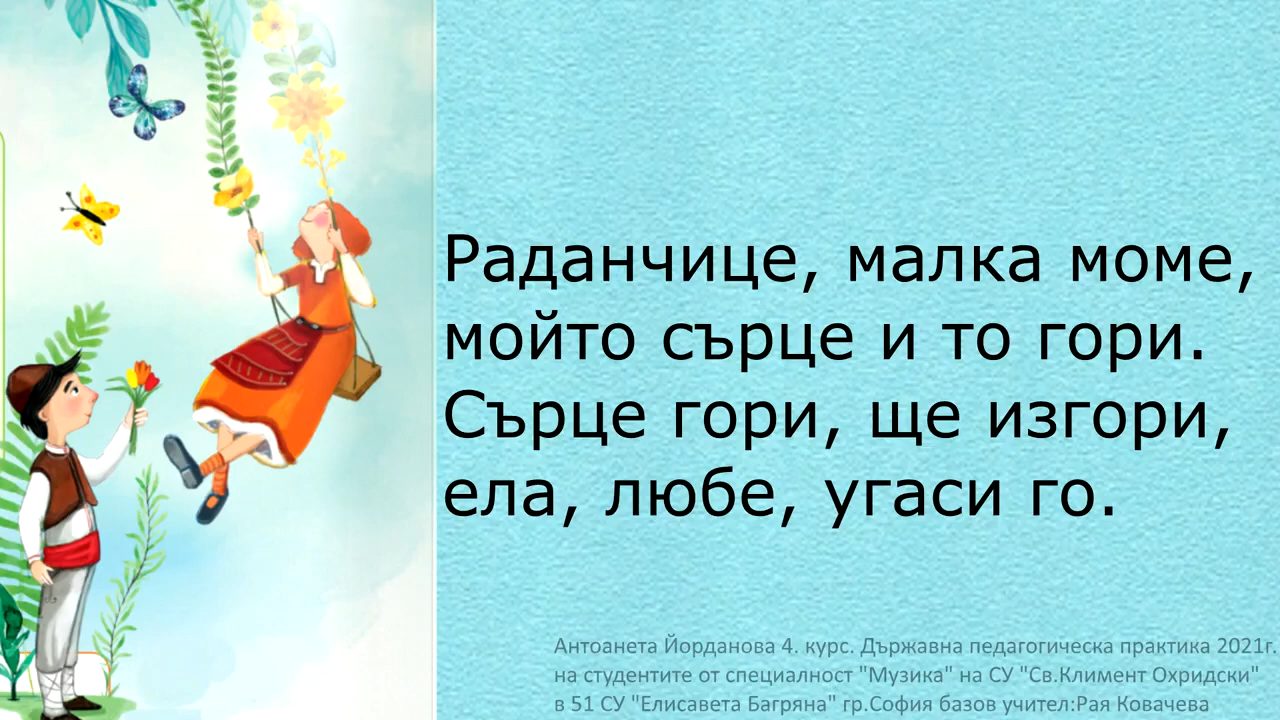 Раданчице, малка моме,
мойто сърце и то гори.
Сърце гори, ще изгори,
ела, любе, угаси го.
Антоанета Йорданова 4. курс. Държавна педагогическа практика 2021г.
на студентите от специалност "Музика" на СУ "Св.Климент Охридски"
в 51 СУ "Елисавета Багряна" гр.София базов учител:Рая Ковачева